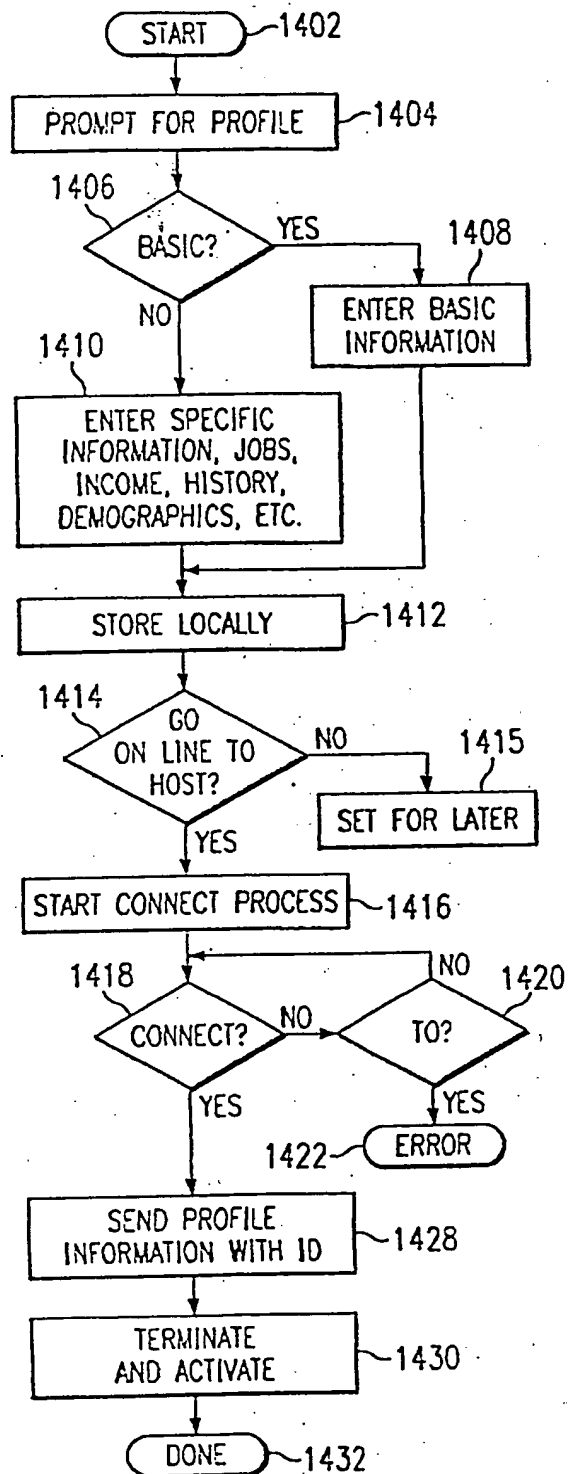 START
1402
PROMPT FOR PROFILE
1404
1406
BASIC?
YES
NO
1408
ENTER BASIC
INFORMATION
1410
ENTER SPECIFIC
INFORMATION, JOBS,
INCOME, HISTORY,
DEMOGRAPHICS, ETC.
STORE LOCALLY
1412
1414
GO
ON LINE TO
HOST?
NO
YES
1415
SET FOR LATER
START CONNECT PROCESS
1416
1418
CONNECT?
NO
YES
NO
1420
TO?
YES
1422
ERROR
SEND PROFILE
INFORMATION WITH ID
1428
TERMINATE
AND ACTIVATE
1430
DONE
1432